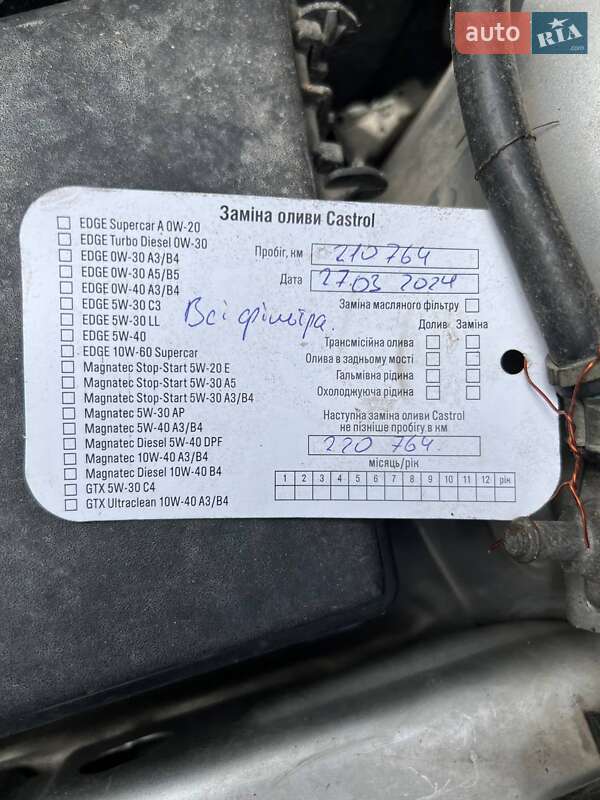 auto RIA
.com
Заміна оливи Castrol
EDGE Supercar A 0W-20
EDGE Turbo Diesel 0W-30
EDGE 0W-30 A3/B4
EDGE 0W-30 A5/B5
EDGE 0W-40 A3/B4
EDGE 5W-30 C3
EDGE 5W-30 LL
EDGE 5W-40
EDGE 10W-60 Supercar
Magnatec Stop-Start 5W-20 E
Magnatec Stop-Start 5W-30 A5
Magnatec Stop-Start 5W-30 A3/B4
Magnatec 5W-30 AP
Magnatec 5W-40 A3/B4
Magnatec Diesel 5W-40 DPF
Magnatec 10W-40 A3/B4
Magnatec Diesel 10W-40 B4
GTX 5W-30 C4
GTX Ultraclean 10W-40 A3/B4
Всі фільтра.
Пробіг, км 210 764
Дата 27.03 2024
Заміна масляного фільтру
Долив Заміна
Трансмісійна олива
Олива в задньому мості
Гальмівна рідина
Охолоджуюча рідина
Наступна заміна оливи Castrol
не пізніше пробігу в км
220 764
місяць/рік
1 2 3 4 5 6 7 8 9 10 11 12 рік